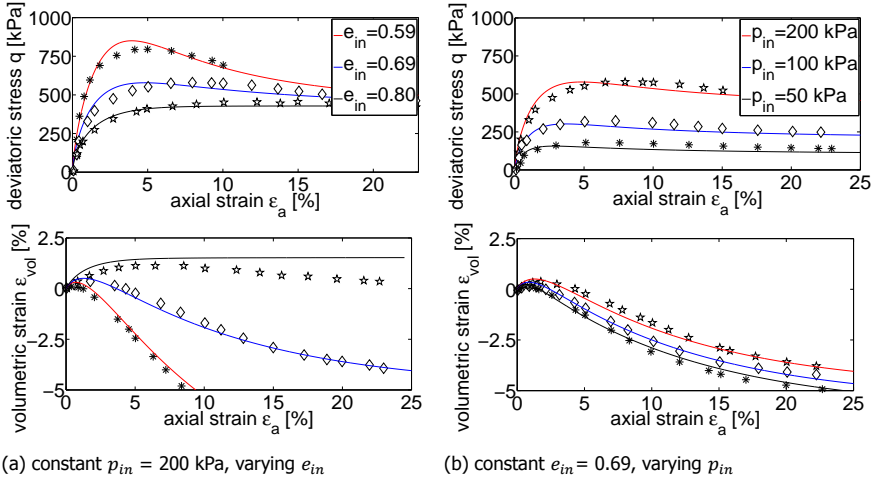 1000
750
500
250
0
deviatoric stress q [kPa]
e_in=0.59
e_in=0.69
e_in=0.80
0 5 10 15 20
axial strain ε_a [%]
1000
750
500
250
0
deviatoric stress q [kPa]
p_in=200 kPa
p_in=100 kPa
p_in=50 kPa
0 5 10 15 20 25
axial strain ε_a [%]
2.5
0
−2.5
−5
volumetric strain ε_vol [%]
0 5 10 15 20 25
axial strain ε_a [%]
2.5
0
−2.5
−5
volumetric strain ε_vol [%]
0 5 10 15 20 25
axial strain ε_a [%]
(a) constant p_in = 200 kPa, varying e_in
(b) constant e_in = 0.69, varying p_in